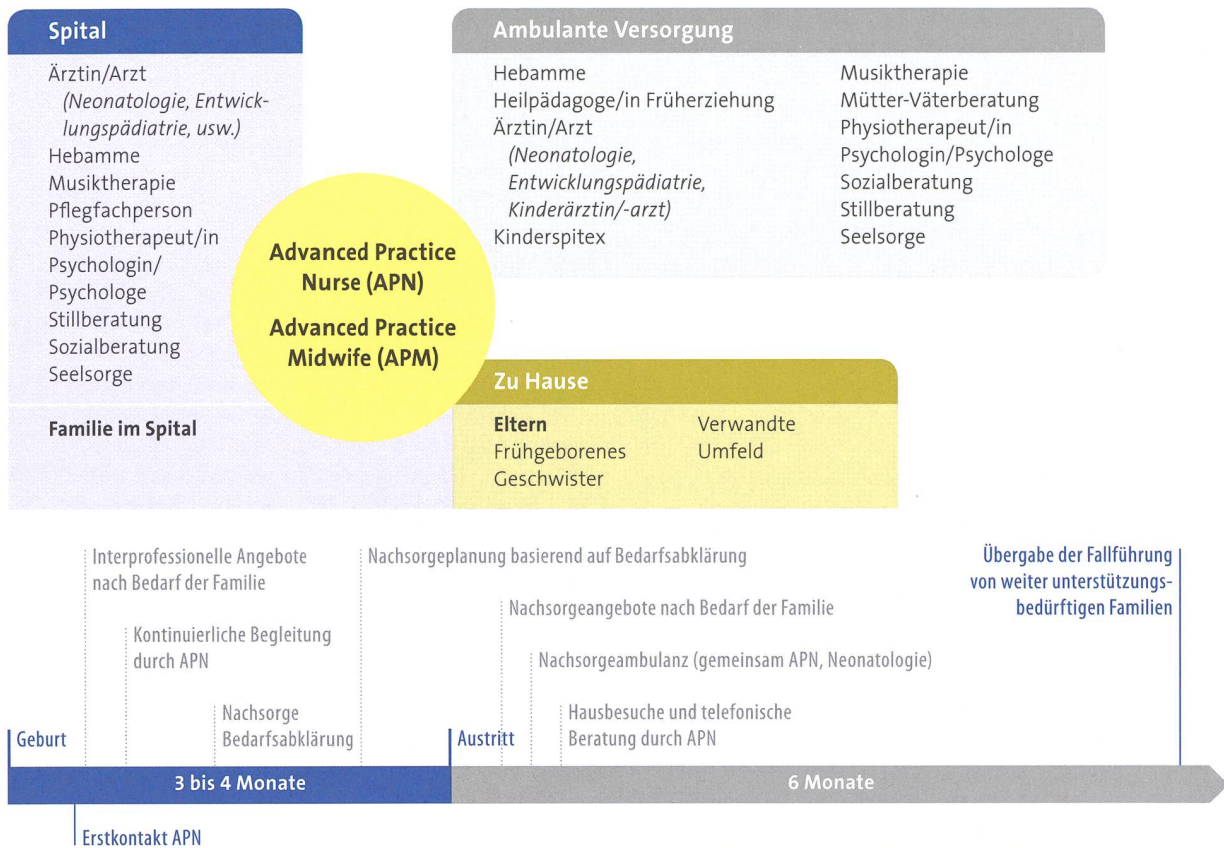 Spital
Ärztin/Arzt
(Neonatologie, Entwick-
lungspädiatrie, usw.)
Hebamme
Musiktherapie
Pflegfachperson
Physiotherapeut/in
Psychologin/
Psychologe
Stillberatung
Sozialberatung
Seelsorge
Familie im Spital
Advanced Practice
Nurse (APN)
Advanced Practice
Midwife (APM)
Ambulante Versorgung
Hebamme
Heilpädagoge/in Früherziehung
Ärztin/Arzt
(Neonatologie,
Entwicklungspädiatrie,
Kinderärztin/-arzt)
Kinderspitex
Musiktherapie
Mütter-Väterberatung
Physiotherapeut/in
Psychologin/Psychologe
Sozialberatung
Stillberatung
Seelsorge
Zu Hause
Eltern
Frühgeborenes
Geschwister
Verwandte
Umfeld
Interprofessionelle Angebote
nach Bedarf der Familie
Kontinuierliche Begleitung
durch APN
Nachsorge
Bedarfsabklärung
Nachsorgeplanung basierend auf Bedarfsabklärung
Nachsorgeangebote nach Bedarf der Familie
Nachsorgeambulanz (gemeinsam APN, Neonatologie)
Hausbesuche und telefonische
Beratung durch APN
Übergabe der Fallführung
von weiter unterstützungs-
bedürftigen Familien
Geburt
Austritt
3 bis 4 Monate
6 Monate
Erstkontakt APN